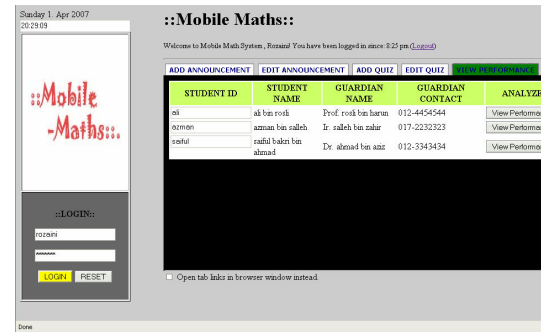 Sunday 1. Apr 2007
20:29:09
::Mobile
-Maths::.
::LOGIN::
rozaini
LOGIN RESET
::Mobile Maths::
Welcome to Mobile Math System , Rozaini! You have been logged in since: 8:25 pm (Logout)
ADD ANNOUNCEMENT EDIT ANNOUNCEMENT ADD QUIZ EDIT QUIZ VIEW PERFORMANCE
STUDENT ID STUDENT NAME GUARDIAN NAME GUARDIAN CONTACT ANALYZE
ali ali bin rosli Prof. rosli bin harun 012-4454544 View Performa
azman azman bin salleh Ir. salleh bin zahir 017-2232323 View Performa
saiful saiful bakri bin ahmad Dr. ahmad bin aziz 012-3343434 View Performa
Open tab links in browser window instead.
Done